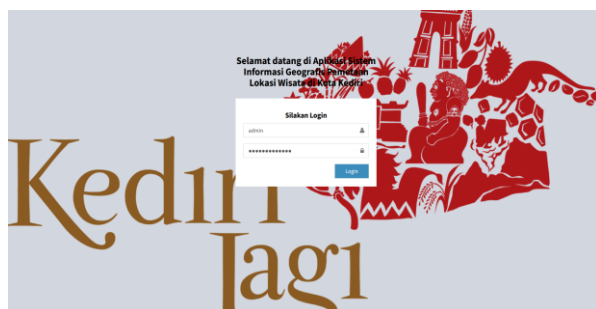 Selamat datang di Aplikasi Sistem
Informasi Geografis Pemetaan
Lokasi Wisata di Kota Kediri
Silakan Login
admin
•••••••••••••
Login
Kediri
lagi